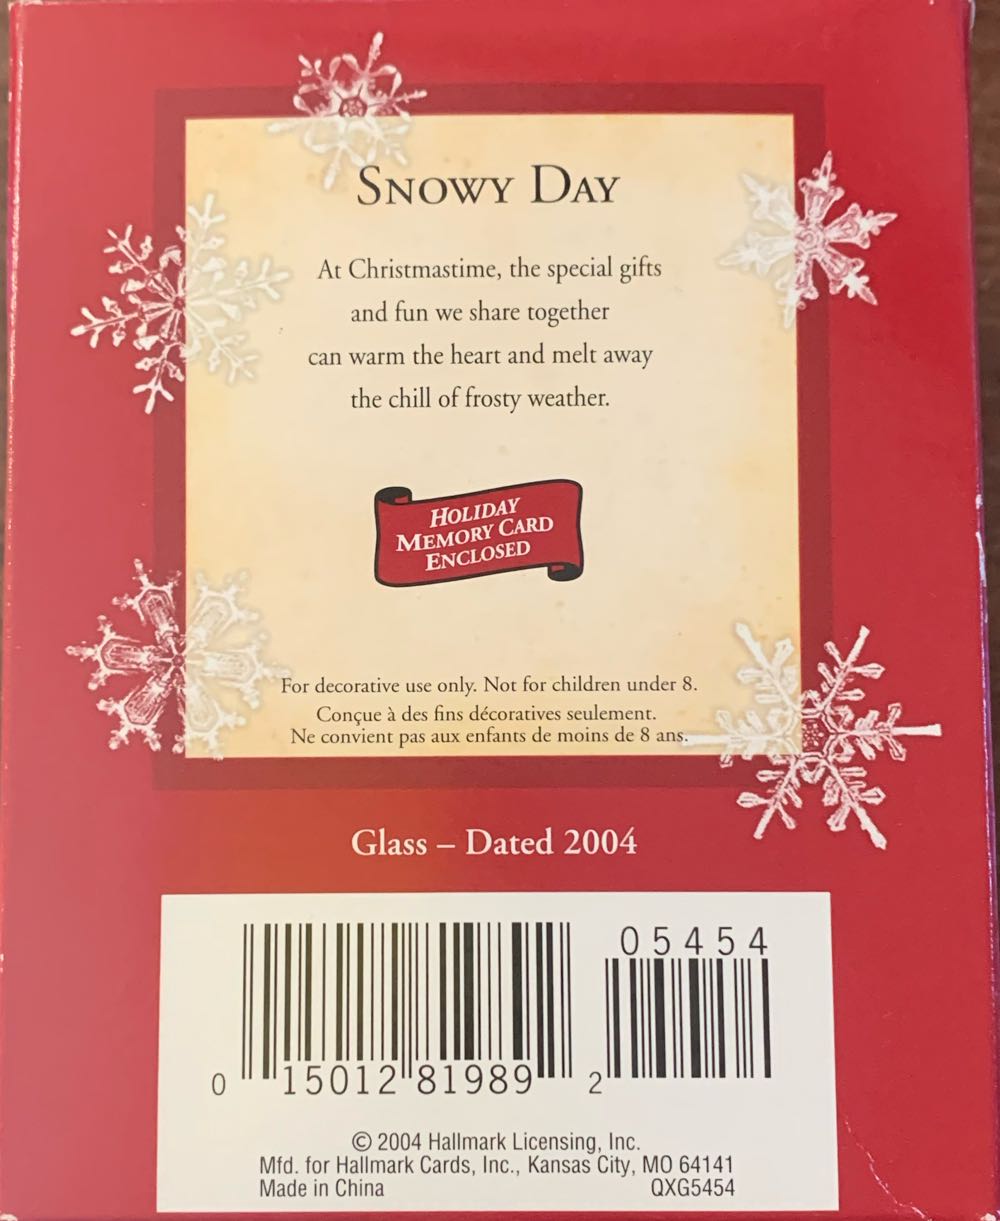 SNOWY DAY
At Christmastime, the special gifts
and fun we share together
can warm the heart and melt away
the chill of frosty weather.
HOLIDAY
MEMORY CARD
ENCLOSED
For decorative use only. Not for children under 8.
Conçue à des fins décoratives seulement.
Ne convient pas aux enfants de moins de 8 ans.
Glass – Dated 2004
05454
0 15012 81989 2
© 2004 Hallmark Licensing, Inc.
Mfd. for Hallmark Cards, Inc., Kansas City, MO 64141
Made in China QXG5454